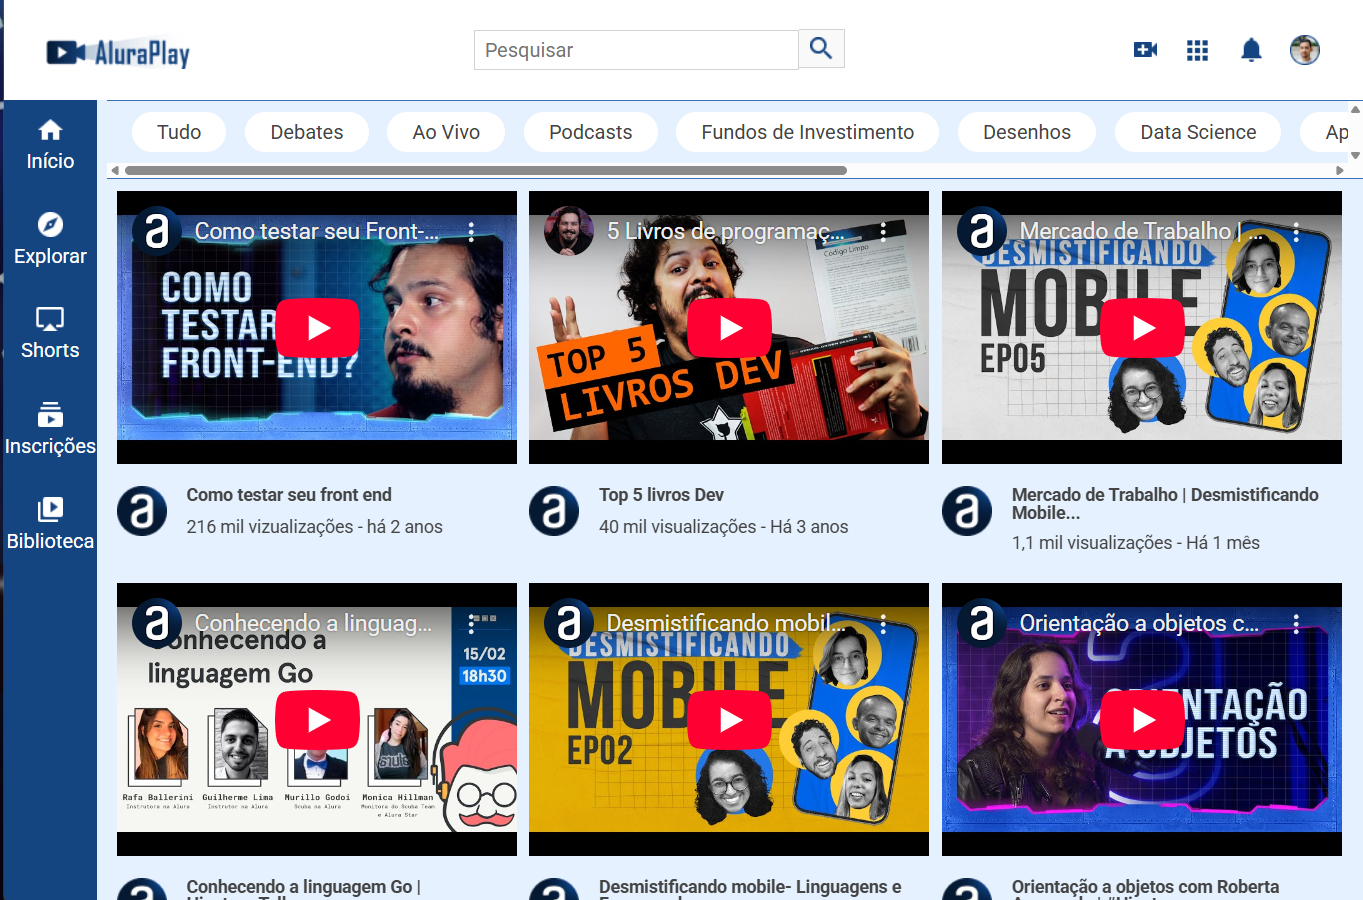 AluraPlay
Pesquisar
Início
Explorar
Shorts
Inscrições
Biblioteca
Tudo
Debates
Ao Vivo
Podcasts
Fundos de Investimento
Desenhos
Data Science
Ap
a
Como testar seu Front-...
COMO
TESTAR
FRONT-END?
5 Livros de programaç...
Código Limpo
TOP 5
LIVROS DEV
a
Mercado de Trabalho | ...
DESMISTIFICANDO
MOBILE
EP05
a
Como testar seu front end
216 mil vizualizações - há 2 anos
a
Top 5 livros Dev
40 mil visualizações - Há 3 anos
a
Mercado de Trabalho | Desmistificando
Mobile...
1,1 mil visualizações - Há 1 mês
a
Conhecendo a linguag...
Conhecendo a
linguagem Go
15/02
18h30
Rafa Ballerini
Instrutora na Alura
Guilherme Lima
Instrutor na Alura
Murillo Godoi
Scuba na Alura
Monica Hillman
Monitora do Scuba Team
e Alura Star
a
Desmistificando mobil...
DESMISTIFICANDO
MOBILE
EP02
a
Orientação a objetos c...
ORIENTAÇÃO
A OBJETOS
Conhecendo a linguagem Go |
Desmistificando mobile- Linguagens e
Orientação a objetos com Roberta